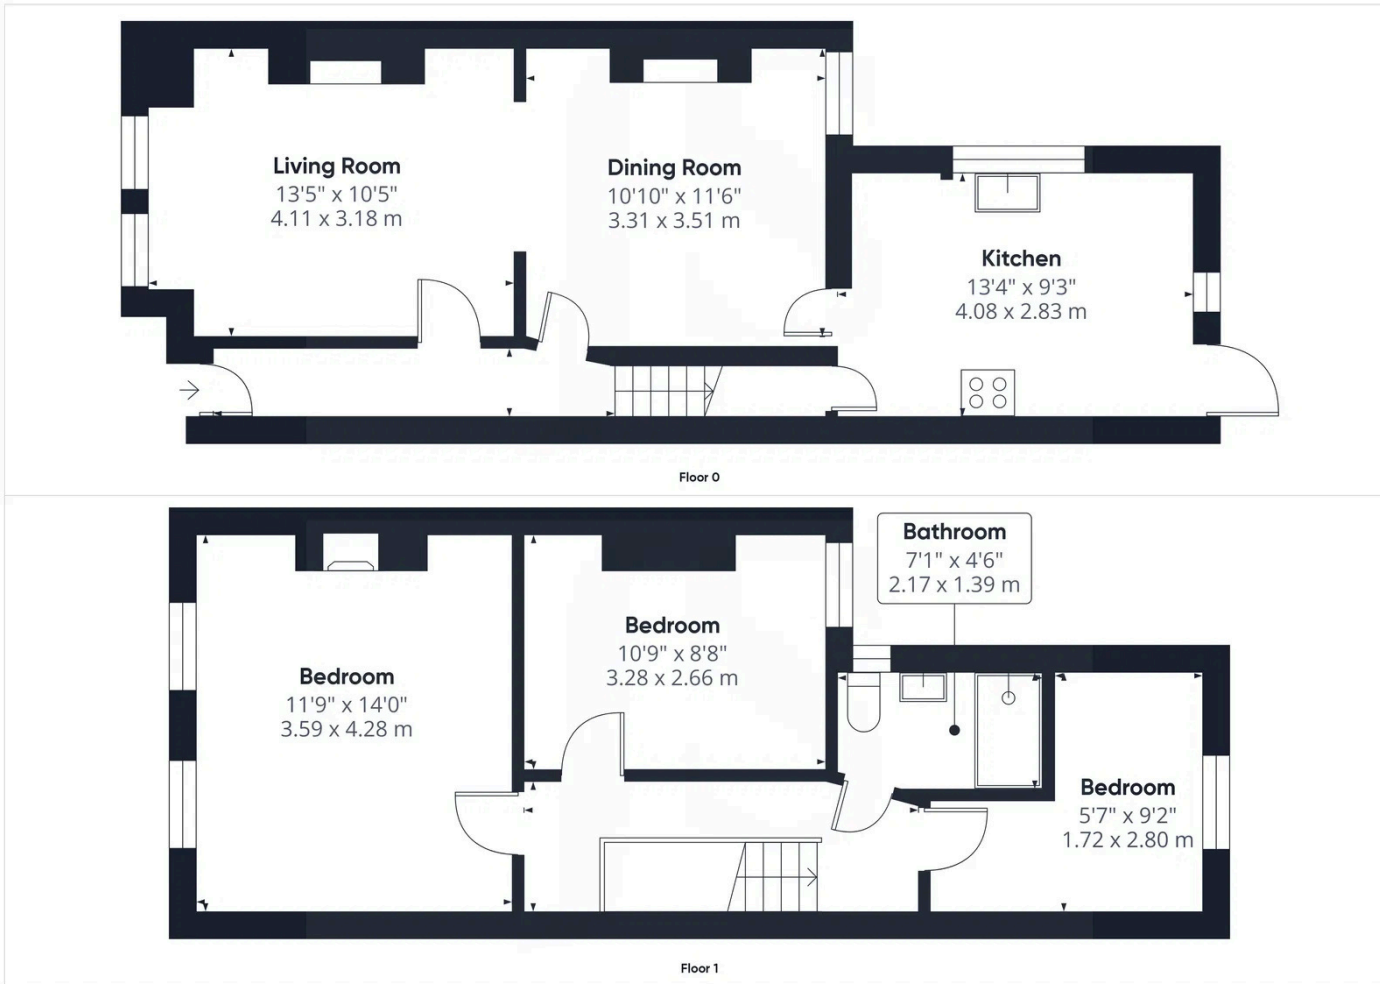 Living Room
13'5" x 10'5"
4.11 x 3.18 m
Dining Room
10'10" x 11'6"
3.31 x 3.51 m
Kitchen
13'4" x 9'3"
4.08 x 2.83 m
Floor 0
Bathroom
7'1" x 4'6"
2.17 x 1.39 m
Bedroom
10'9" x 8'8"
3.28 x 2.66 m
Bedroom
11'9" x 14'0"
3.59 x 4.28 m
Bedroom
5'7" x 9'2"
1.72 x 2.80 m
Floor 1